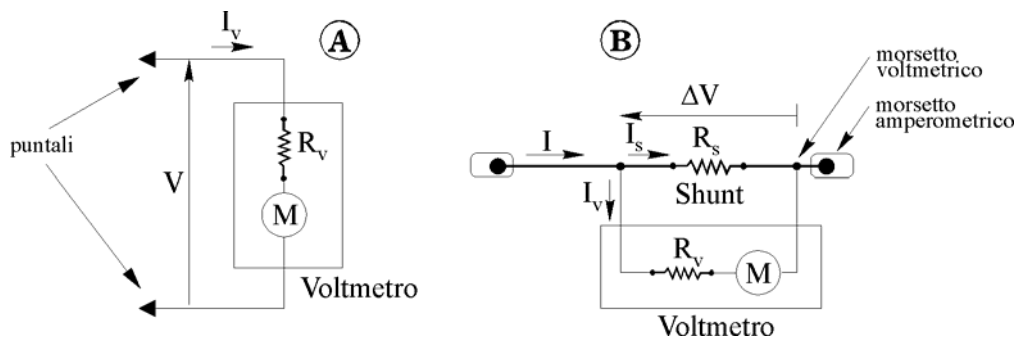 I_v
A
puntali
V
R_v
M
Voltmetro
B
morsetto
voltmetrico
ΔV
morsetto
amperometrico
I
I_s
R_s
Shunt
I_v
R_v
M
Voltmetro